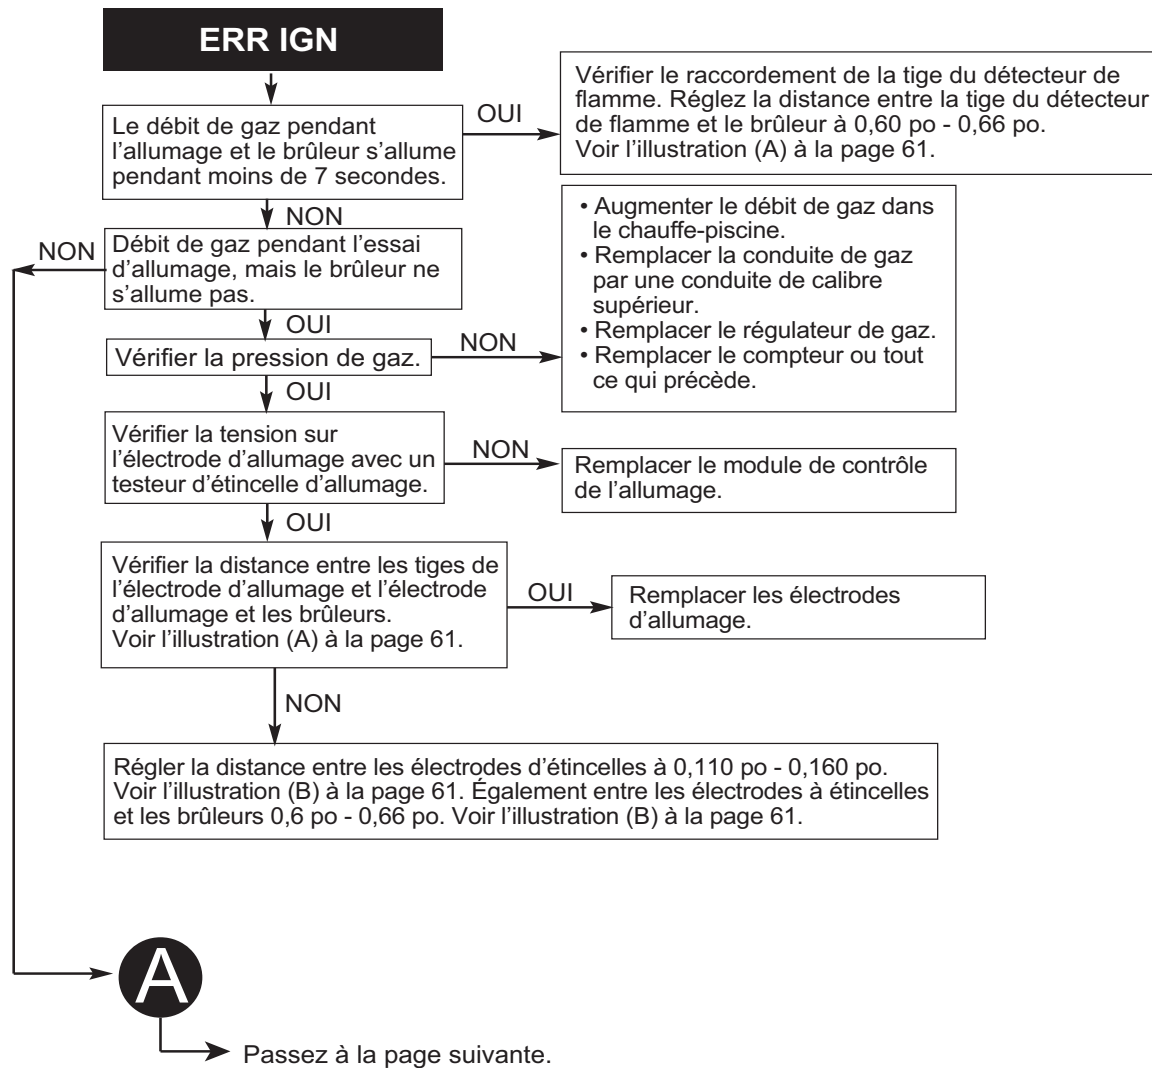 ERR IGN
Le débit de gaz pendant
l'allumage et le brûleur s'allume
pendant moins de 7 secondes.
OUI
Vérifier le raccordement de la tige du détecteur de
flamme. Réglez la distance entre la tige du détecteur
de flamme et le brûleur à 0,60 po - 0,66 po.
Voir l'illustration (A) à la page 61.
NON
NON
Débit de gaz pendant l'essai
d'allumage, mais le brûleur ne
s'allume pas.
OUI
Vérifier la pression de gaz.
NON
• Augmenter le débit de gaz dans
le chauffe-piscine.
• Remplacer la conduite de gaz
par une conduite de calibre
supérieur.
• Remplacer le régulateur de gaz.
• Remplacer le compteur ou tout
ce qui précède.
OUI
Vérifier la tension sur
l'électrode d'allumage avec un
testeur d'étincelle d'allumage.
NON
Remplacer le module de contrôle
de l'allumage.
OUI
Vérifier la distance entre les tiges de
l'électrode d'allumage et l'électrode
d'allumage et les brûleurs.
Voir l'illustration (A) à la page 61.
OUI
Remplacer les électrodes
d'allumage.
NON
Régler la distance entre les électrodes d'étincelles à 0,110 po - 0,160 po.
Voir l'illustration (B) à la page 61. Également entre les électrodes à étincelles
et les brûleurs 0,6 po - 0,66 po. Voir l'illustration (B) à la page 61.
A
Passez à la page suivante.